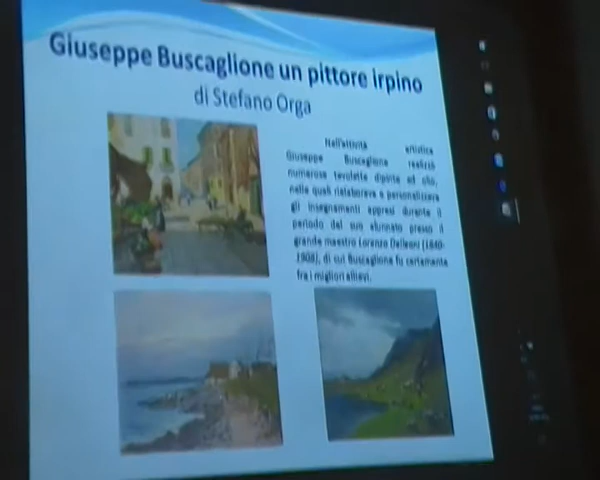 Giuseppe Buscaglione un pittore irpino
di Stefano Orga
Nell'attività artistica
Giuseppe Buscaglione realizzò
numerose tavolette dipinte ad olio,
nelle quali rielaborava e personalizzava
gli insegnamenti appresi durante il
periodo del suo alunnato presso il
grande maestro Lorenzo Delleani (1840-
1908), di cui Buscaglione fu certamente
fra i migliori allievi.